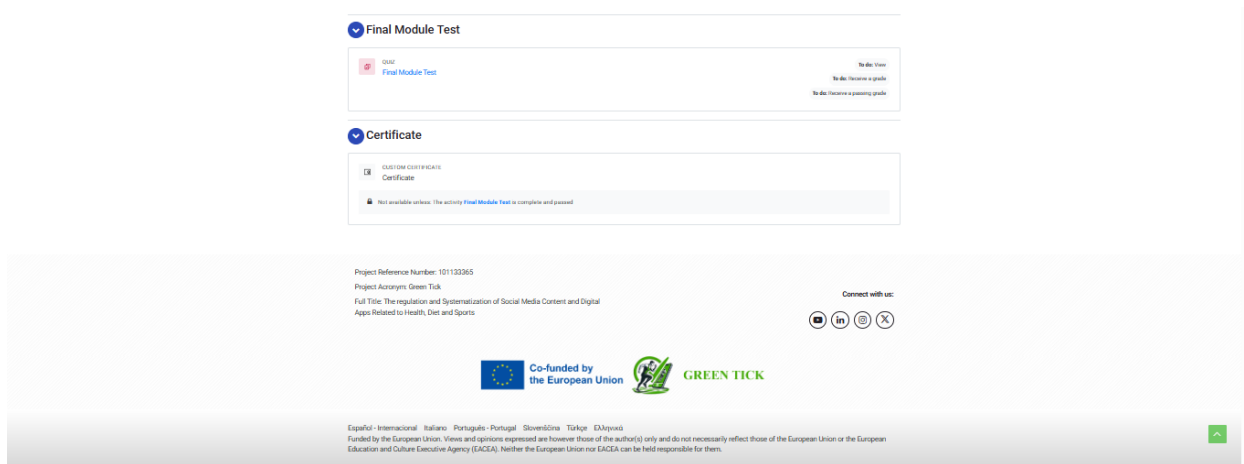 Final Module Test
QUIZ
Final Module Test
To do: View
To do: Receive a grade
To do: Receive a passing grade
Certificate
CUSTOM CERTIFICATE
Certificate
Not available unless: The activity Final Module Test is complete and passed
Project Reference Number: 101133365
Project Acronym: Green Tick
Full Title: The regulation and Systematization of Social Media Content and Digital
Apps Related to Health, Diet and Sports
Connect with us:
Co-funded by
the European Union
GREEN TICK
Español - Internacional Italiano Português - Portugal Slovenščina Türkçe Ελληνικά
Funded by the European Union. Views and opinions expressed are however those of the author(s) only and do not necessarily reflect those of the European Union or the European
Education and Culture Executive Agency (EACEA). Neither the European Union nor EACEA can be held responsible for them.